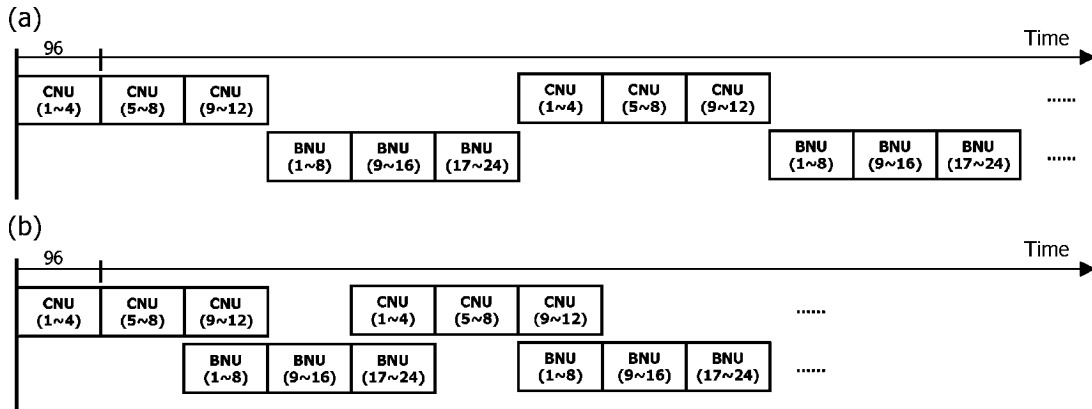 (a)
96 Time
CNU CNU CNU CNU CNU CNU
(1~4) (5~8) (9~12) (1~4) (5~8) (9~12) ......
BNU BNU BNU BNU BNU BNU
(1~8) (9~16) (17~24) (1~8) (9~16) (17~24) ......
(b)
96 Time
CNU CNU CNU CNU CNU CNU
(1~4) (5~8) (9~12) (1~4) (5~8) (9~12) ......
BNU BNU BNU BNU BNU BNU
(1~8) (9~16) (17~24) (1~8) (9~16) (17~24) ......